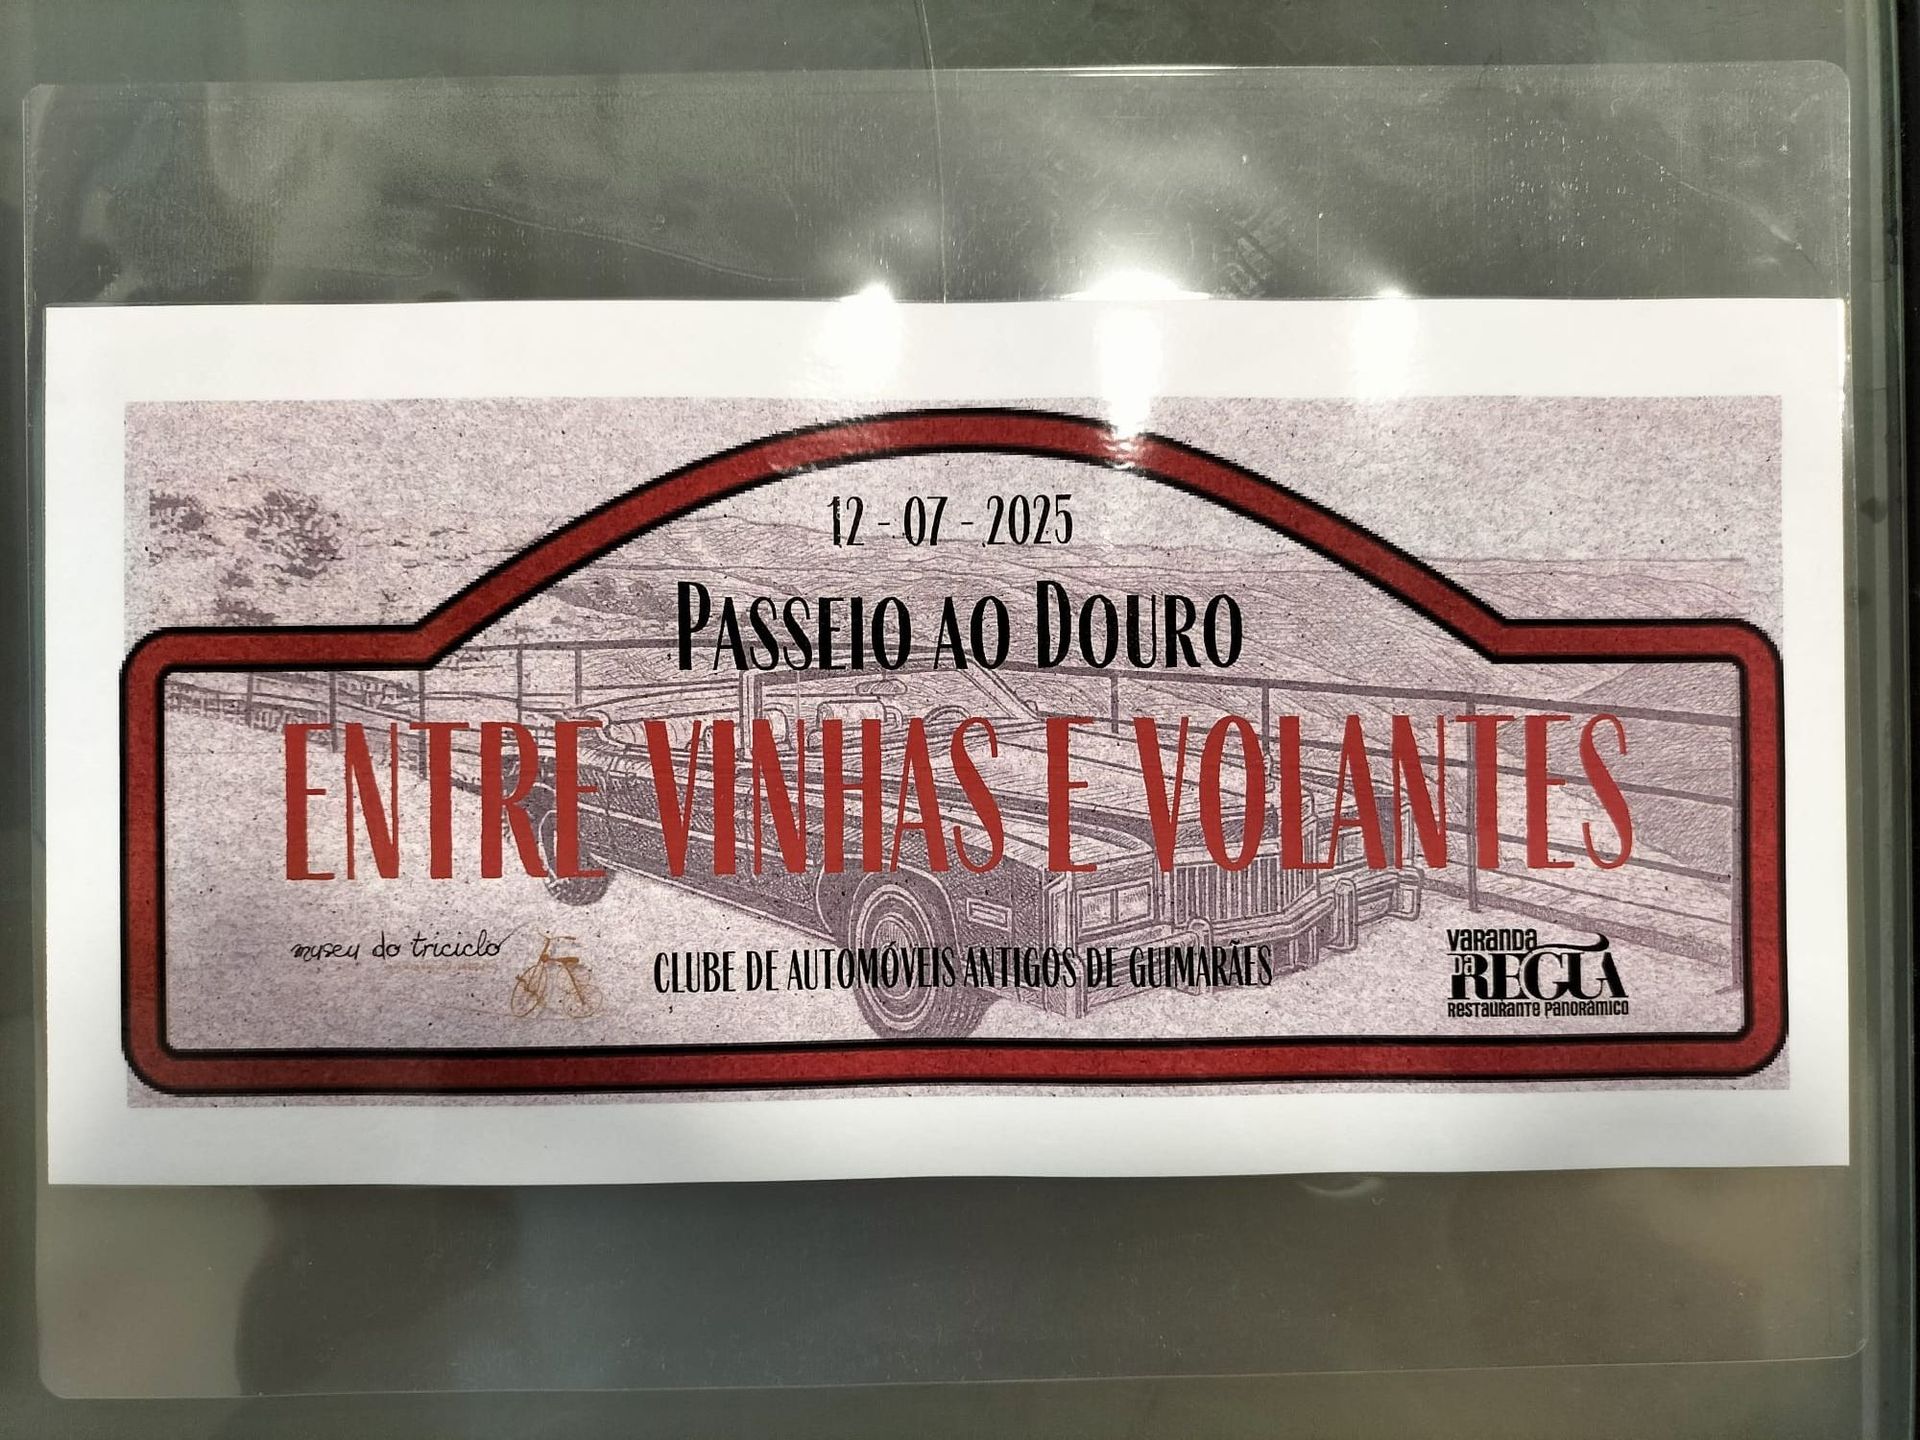 12 - 07 - 2025
PASSEIO AO DOURO
ENTRE VINHAS E VOLANTES
museu do triciclo
CLUBE DE AUTOMÓVEIS ANTIGOS DE GUIMARÃES
VARANDA
DA REGUA
RESTAURANTE PANORÂMICO